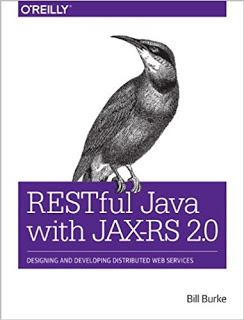 O'REILLY®
RESTful Java
with JAX-RS 2.0
DESIGNING AND DEVELOPING DISTRIBUTED WEB SERVICES
Bill Burke